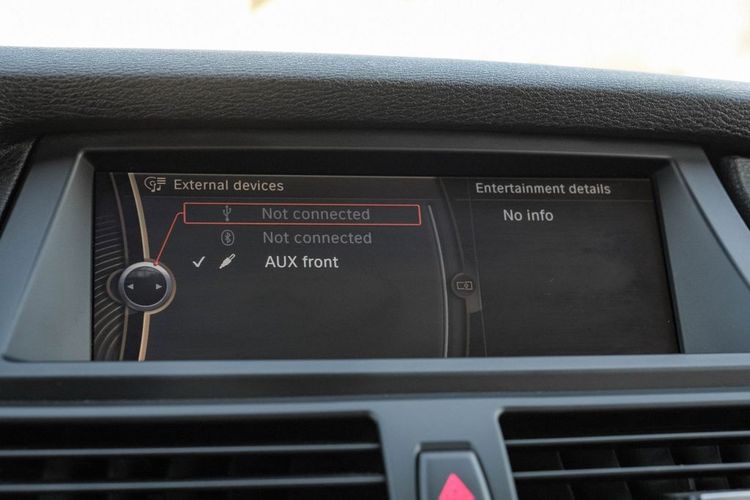 External devices
Not connected
Not connected
AUX front
Entertainment details
No info